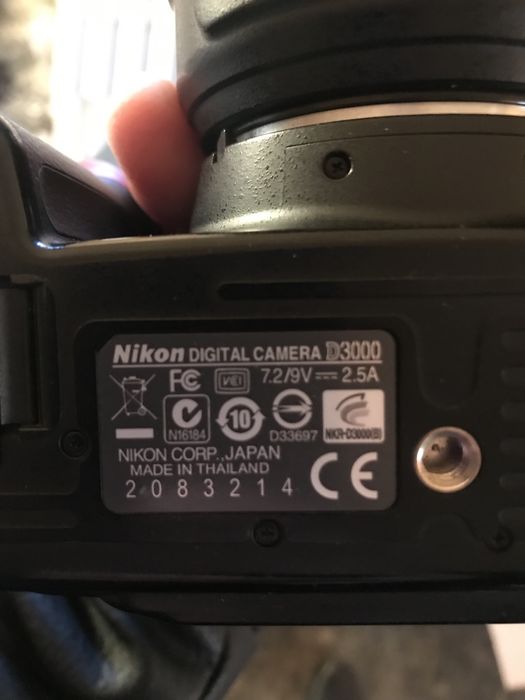 Nikon DIGITAL CAMERA D3000
FC VCI 7.2/9V 2.5A
N16184 10 D33697 NKR-D3000(B)
NIKON CORP.,JAPAN
MADE IN THAILAND
2083214 CE